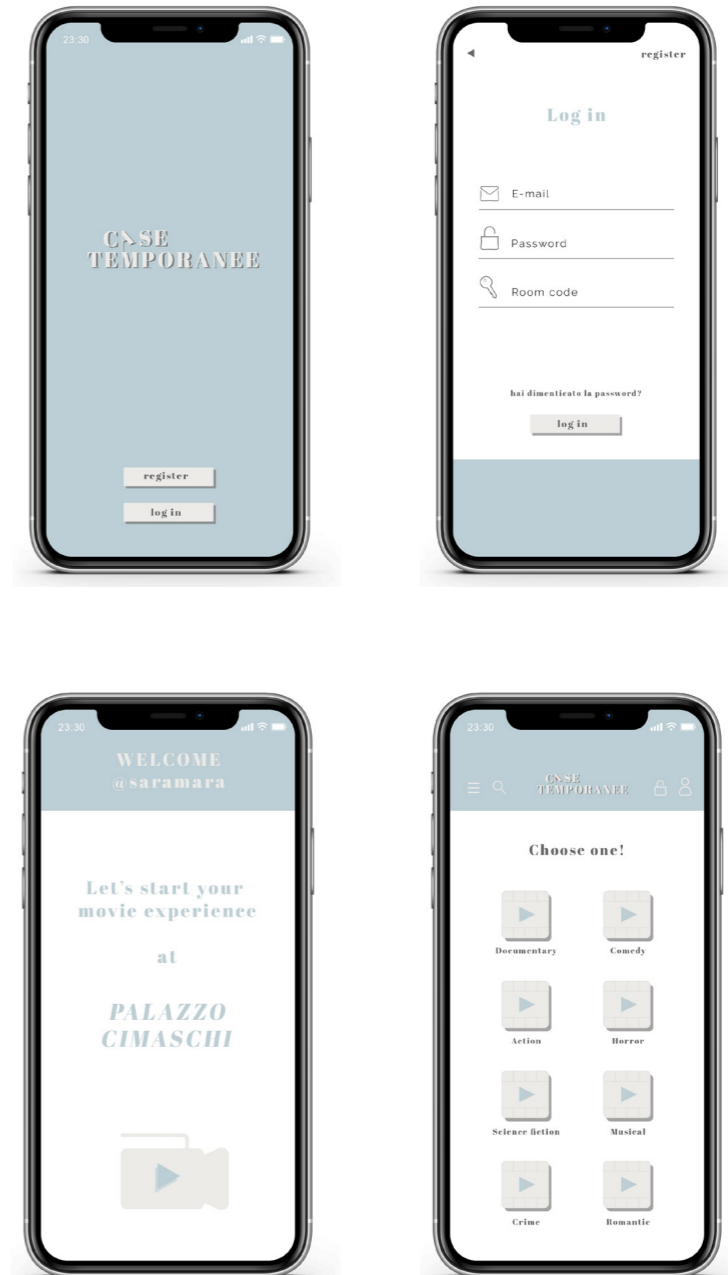 23:30
CASE
TEMPORANEE
register
log in
register
Log in
E-mail
Password
Room code
hai dimenticato la password?
log in
23:30
WELCOME
@saramara
Let's start your
movie experience
at
PALAZZO
CIMASCHI
23:30
CASE
TEMPORANEE
Choose one!
Documentary
Comedy
Action
Horror
Science fiction
Musical
Crime
Romantic